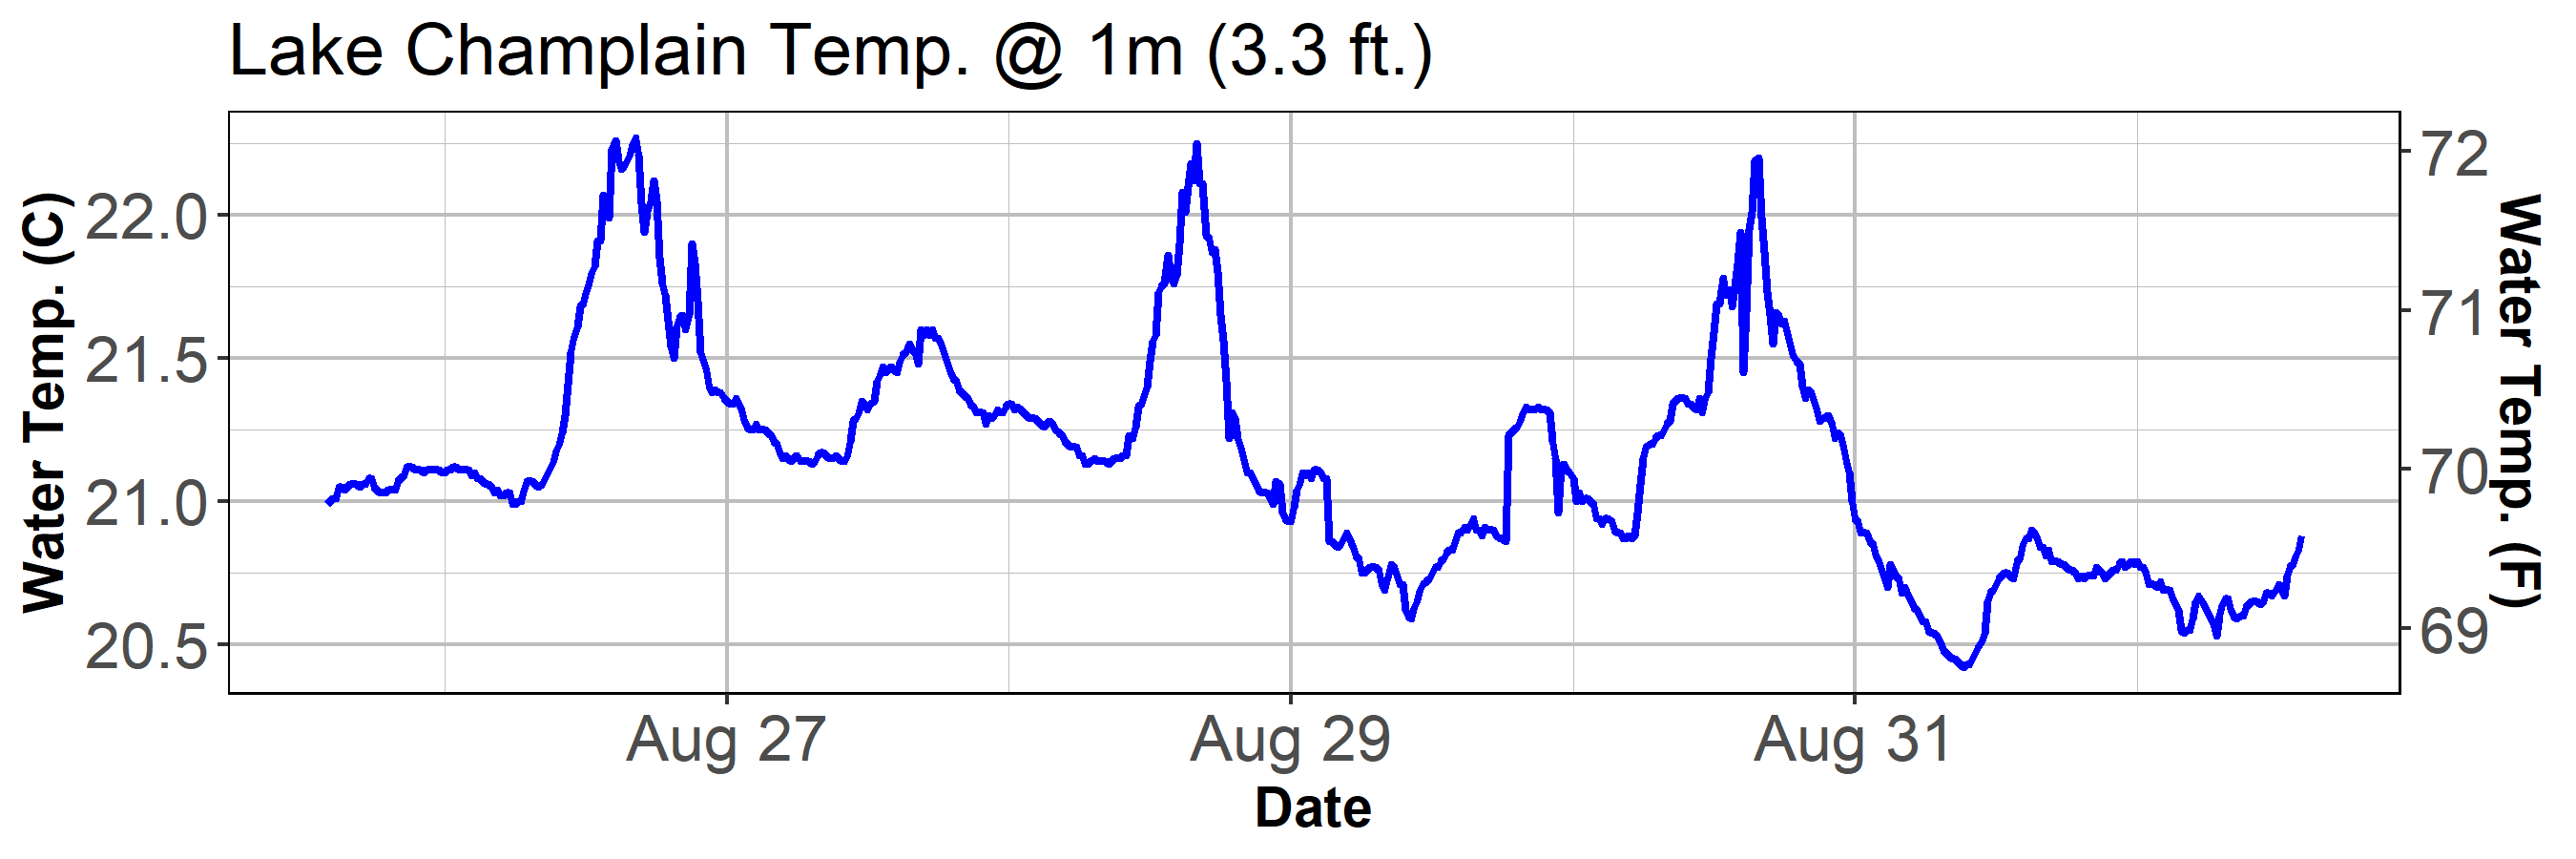 Lake Champlain Temp. @ 1m (3.3 ft.)
Water Temp. (C)
22.0
21.5
21.0
20.5
72
71
70
69
Water Temp. (F)
Aug 27
Aug 29
Aug 31
Date